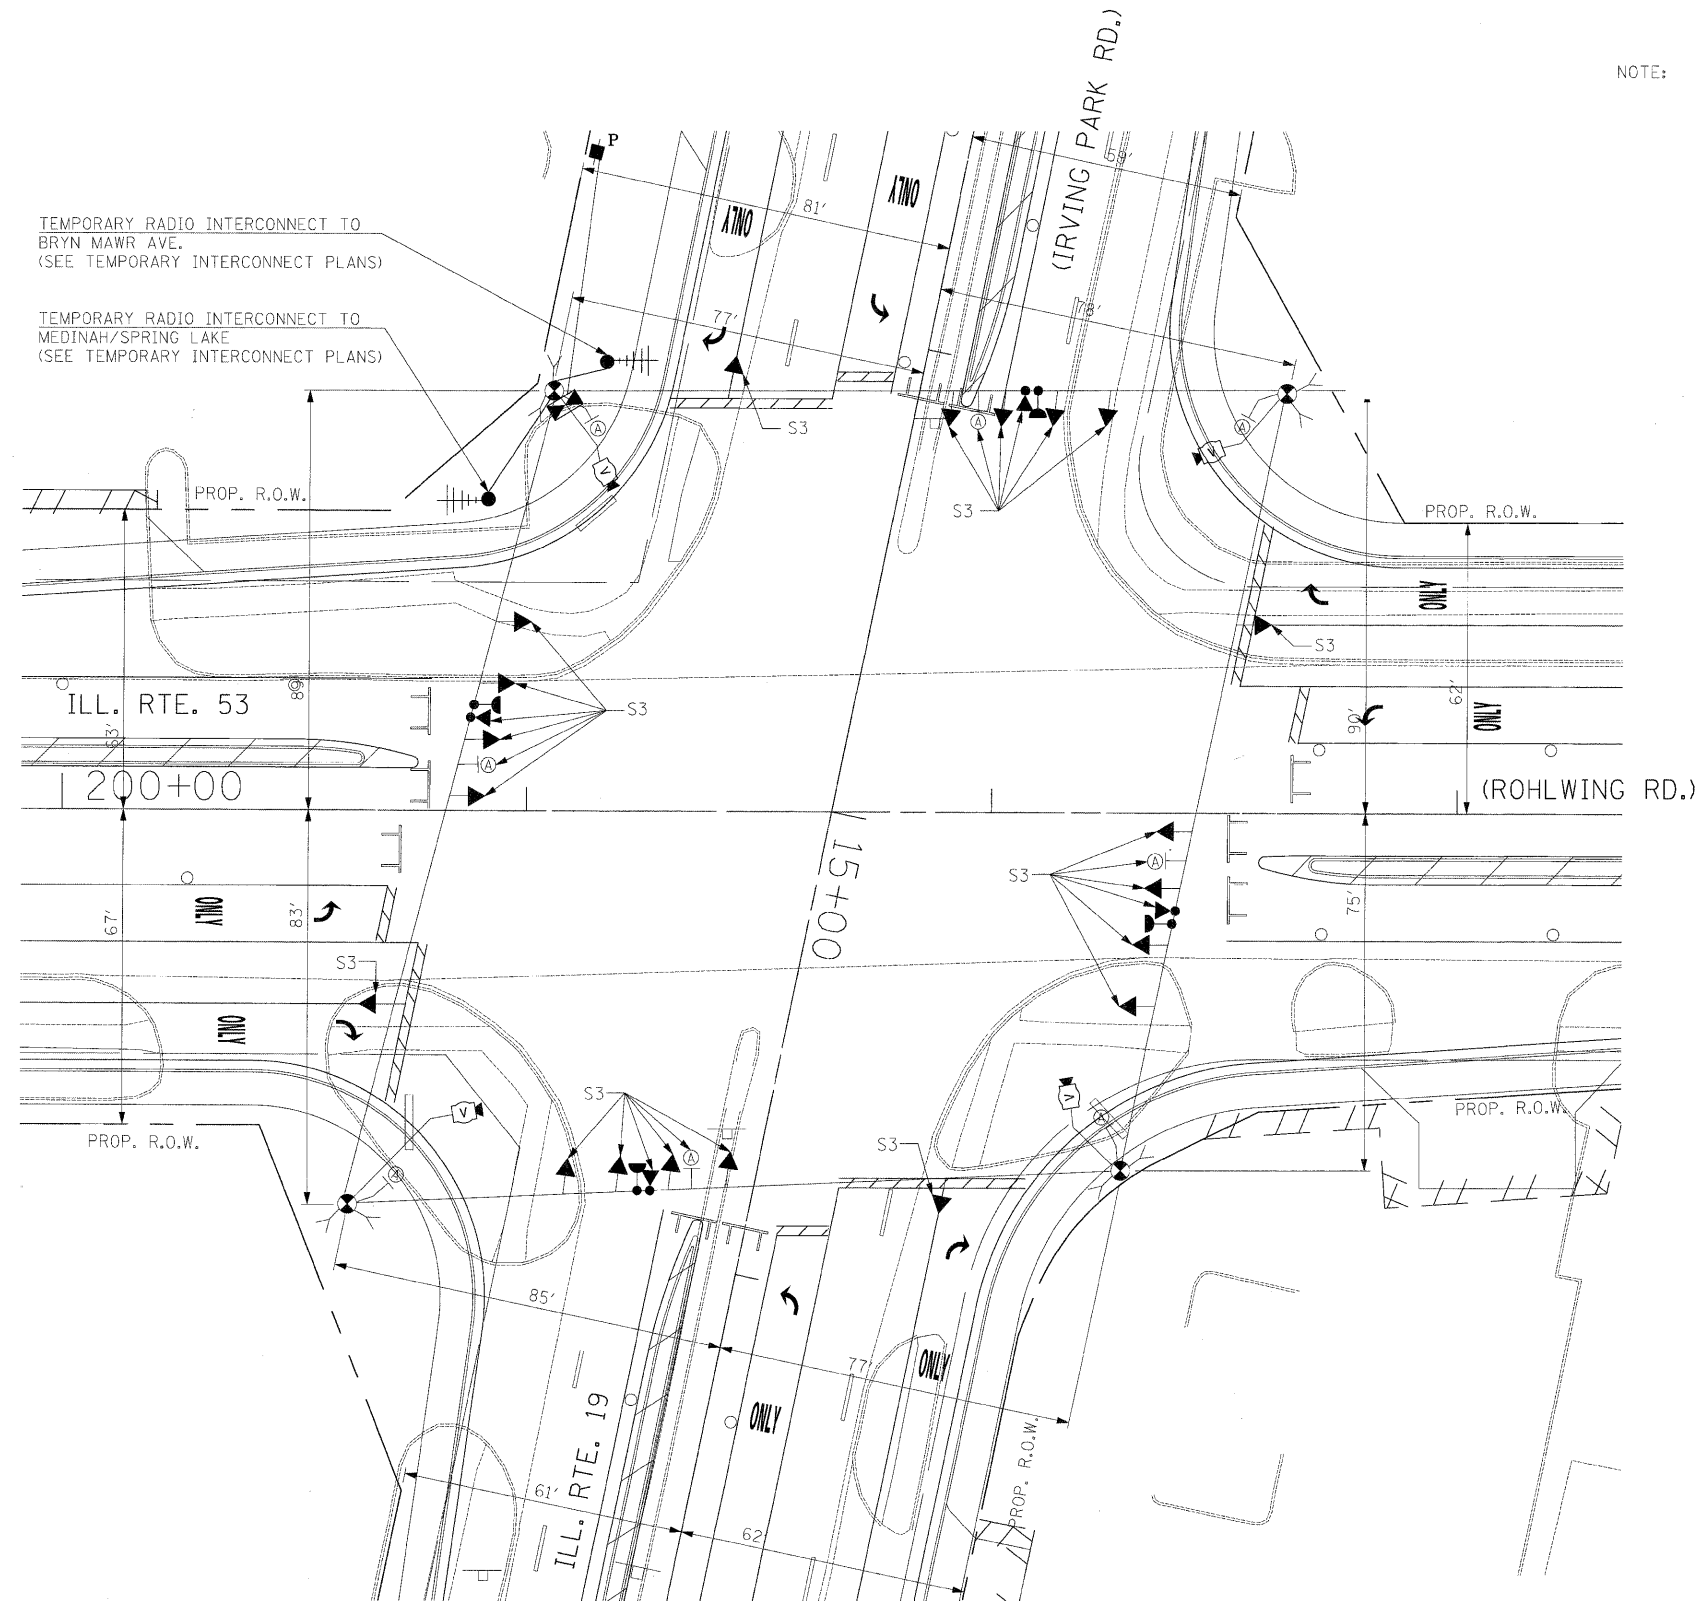 NOTE:
(IRVING PARK RD.)
P
TEMPORARY RADIO INTERCONNECT TO
BRYN MAWR AVE.
(SEE TEMPORARY INTERCONNECT PLANS)
TEMPORARY RADIO INTERCONNECT TO
MEDINAH/SPRING LAKE
(SEE TEMPORARY INTERCONNECT PLANS)
ONLY
ONLY
81'
59'
77'
78'
S3
A
A
A
V
V
S3
PROP. R.O.W.
PROP. R.O.W.
ONLY
S3
ILL. RTE. 53
63'
89'
S3
A
62'
90'
ONLY
200+00
(ROHLWING RD.)
15+00
S3
A
67'
ONLY
83'
75'
S3
ONLY
PROP. R.O.W.
V
S3
A
A
V
A
S3
PROP. R.O.W.
85'
77'
ONLY
ONLY
ILL. RTE. 19
61'
62'
PROP. R.O.W.